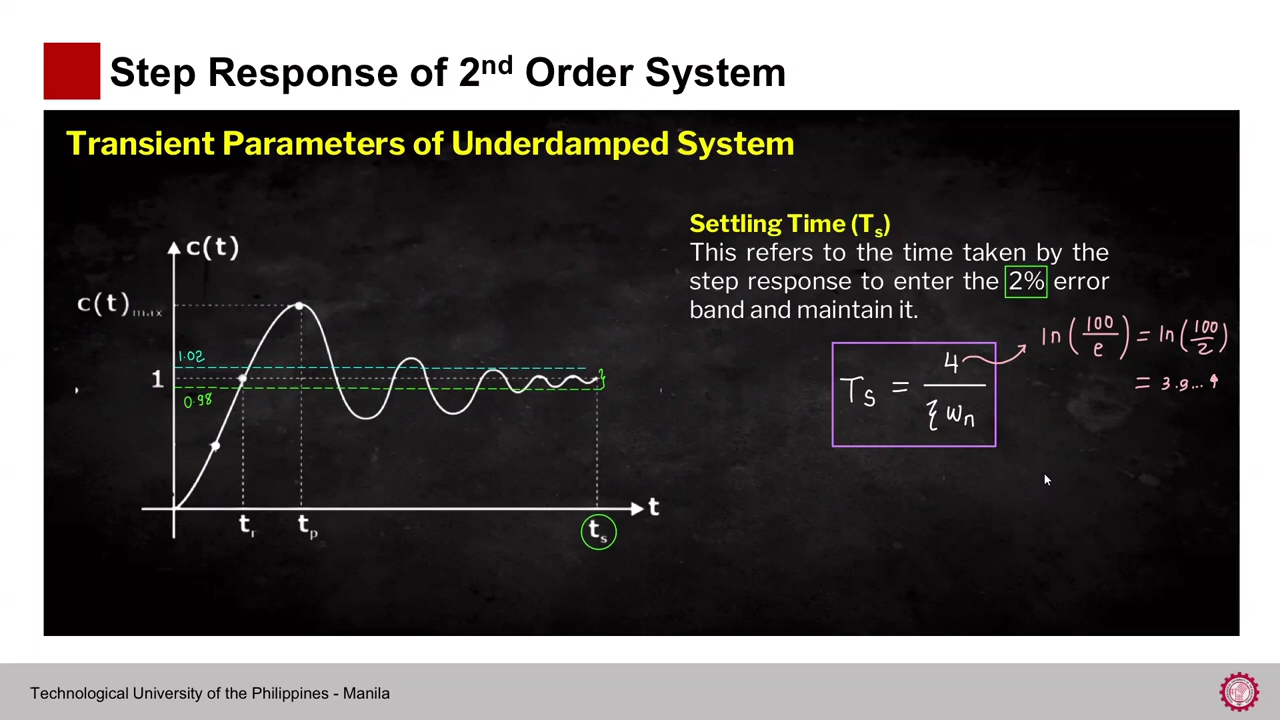 Step Response of 2nd Order System
Transient Parameters of Underdamped System
c(t)
c(t)max
1.02
1
0.98
tr
tp
ts
t
Settling Time (Ts)
This refers to the time taken by the
step response to enter the 2% error
band and maintain it.
Ts = 4 / ξ ωn
ln(100/e) = ln(100/2)
= 3.9...↑
Technological University of the Philippines - Manila